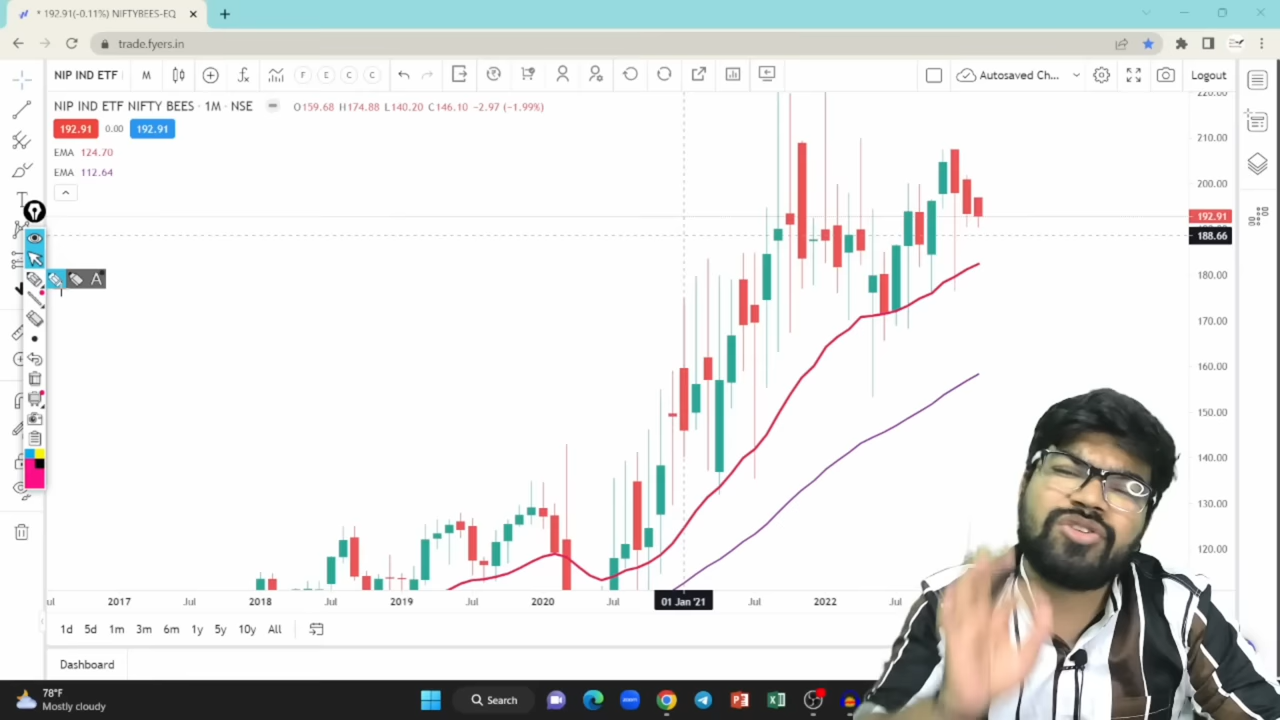 * 192.91(-0.11%) NIFTYBEES-EQ
trade.fyers.in
NIP IND ETF M F E C C Autosaved Ch... Logout
NIP IND ETF NIFTY BEES · 1M · NSE O159.68 H174.88 L140.20 C146.10 -2.97 (-1.99%)
192.91 0.00 192.91
EMA 124.70
EMA 112.64
T
A
220.00
210.00
200.00
192.91
188.66
180.00
170.00
160.00
150.00
140.00
130.00
120.00
ul 2017 Jul 2018 Jul 2019 Jul 2020 Jul 01 Jan '21 Jul 2022 Jul
1d 5d 1m 3m 6m 1y 5y 10y All
Dashboard
78°F
Mostly cloudy
Search
zoom